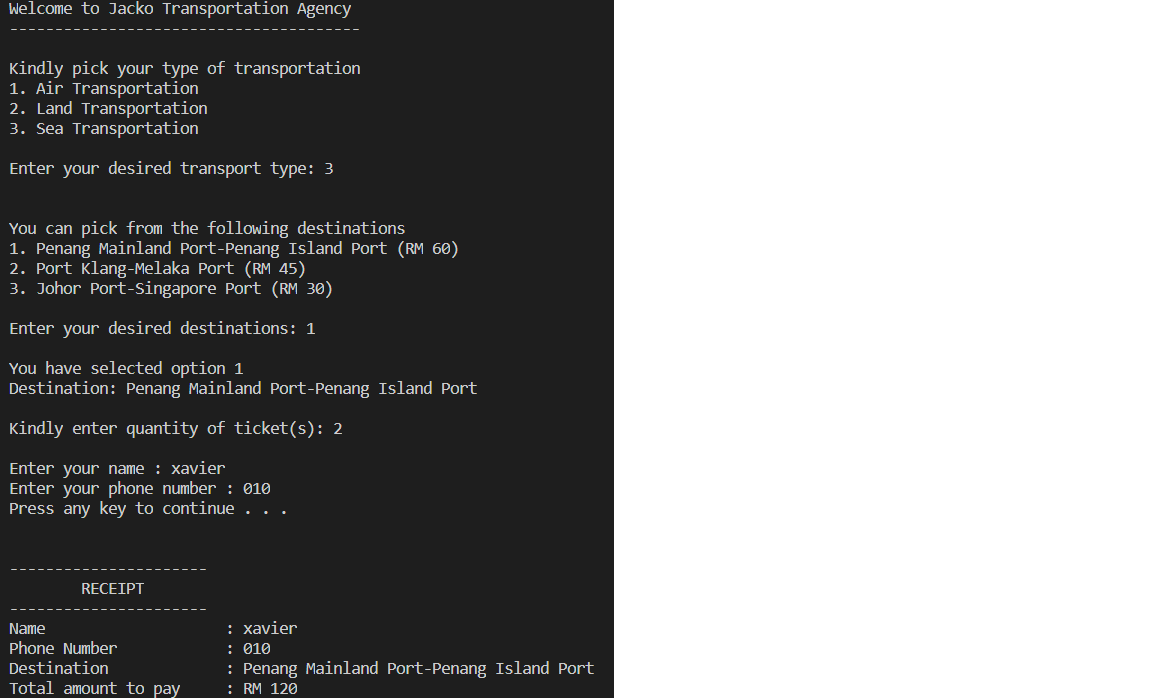 Welcome to Jacko Transportation Agency
---------------------------------------
Kindly pick your type of transportation
1. Air Transportation
2. Land Transportation
3. Sea Transportation
Enter your desired transport type: 3
You can pick from the following destinations
1. Penang Mainland Port-Penang Island Port (RM 60)
2. Port Klang-Melaka Port (RM 45)
3. Johor Port-Singapore Port (RM 30)
Enter your desired destinations: 1
You have selected option 1
Destination: Penang Mainland Port-Penang Island Port
Kindly enter quantity of ticket(s): 2
Enter your name : xavier
Enter your phone number : 010
Press any key to continue . . .
----------------------
        RECEIPT
----------------------
Name                    : xavier
Phone Number            : 010
Destination             : Penang Mainland Port-Penang Island Port
Total amount to pay     : RM 120